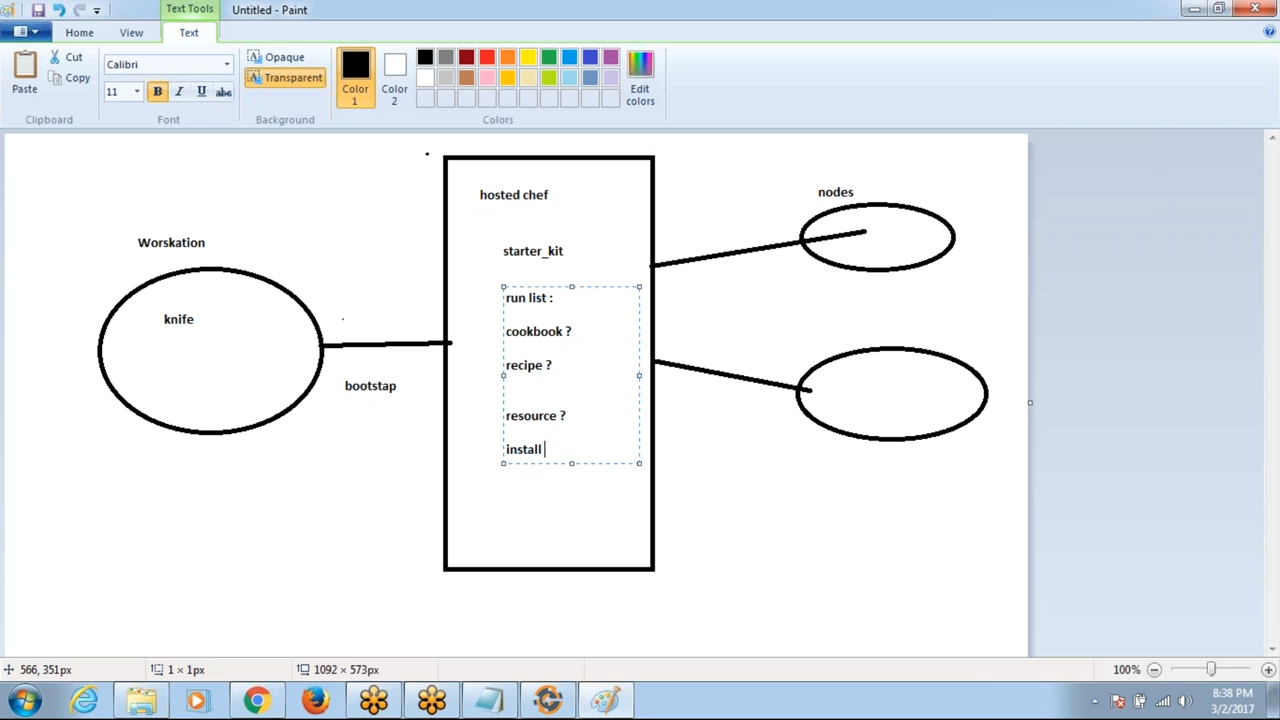 Text Tools
Untitled - Paint
Home
View
Text
Paste
Cut
Copy
Clipboard
Calibri
11
B
I
U
abc
Font
Opaque
Transparent
Background
Color 1
Color 2
Edit colors
Colors
hosted chef
nodes
Worskation
starter_kit
run list :
knife
cookbook ?
recipe ?
bootstap
resource ?
install
566, 351px
1 × 1px
1092 × 573px
100%
8:38 PM
3/2/2017